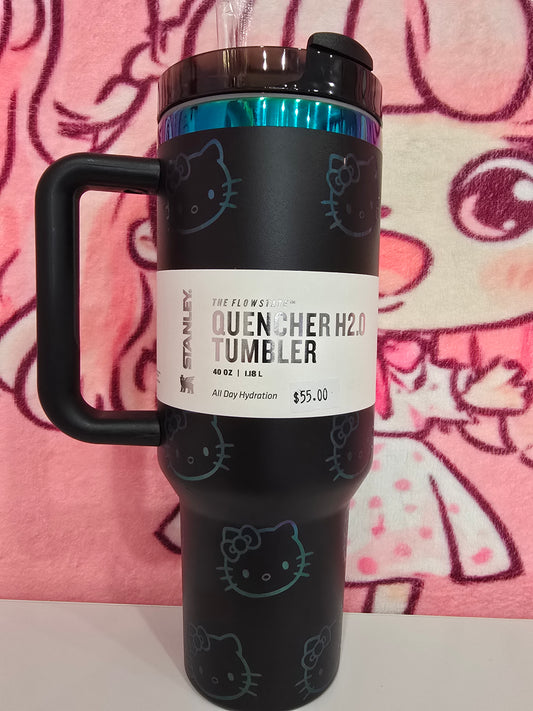 THE FLOWSTATE™
STANLEY®
QUENCHER H2.0
TUMBLER
40 OZ | 1.18 L
All Day Hydration $55.00